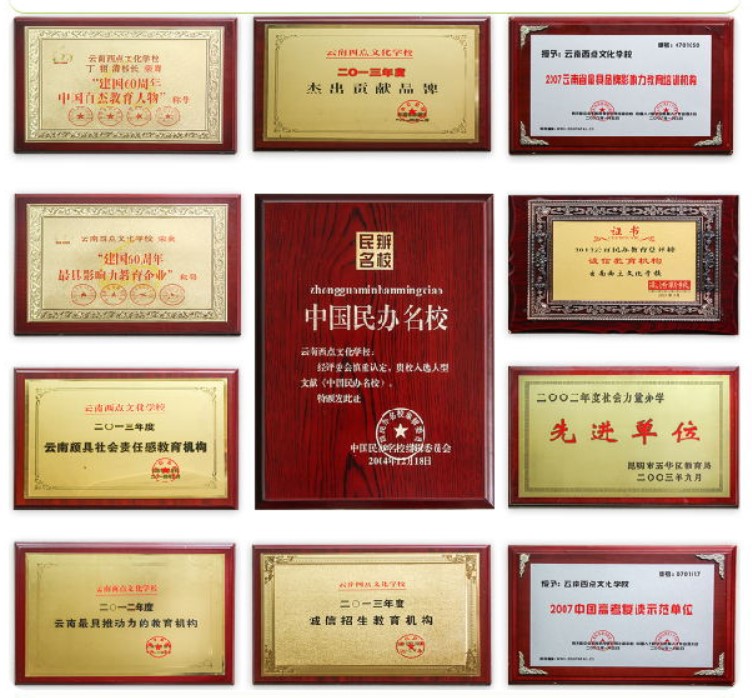 云南西点文化学校
丁 荣誉
“建国60周年
中国百杰教育人物” 称号
云南西点文化学校
二〇一三年度
杰出贡献品牌
授予：云南西点文化学校
2007云南省最具品牌影响力教育培训机构
云南西点文化学校 荣获
“建国60周年
最具影响力教育企业” 称号
民办
名校
zhongguominbanmingxiao
中国民办名校
云南西点文化学校：
经评委会慎重认定，贵校入选大型
文献《中国民办名校》。
特颁发此证
中国民办名校编辑委员会
2014年12月18日
证书
诚信教育机构
云南西点文化学校
云南西点文化学校
二〇一三年度
云南颇具社会责任感教育机构
二〇〇二年度社会力量办学
先进单位
昆明市五华区教育局
二〇〇三年九月
云南西点文化学校
二〇一二年度
云南最具推动力的教育机构
云南西点文化学校
二〇一三年度
诚信招生教育机构
授予：云南西点文化学校
2007中国高考复读示范单位